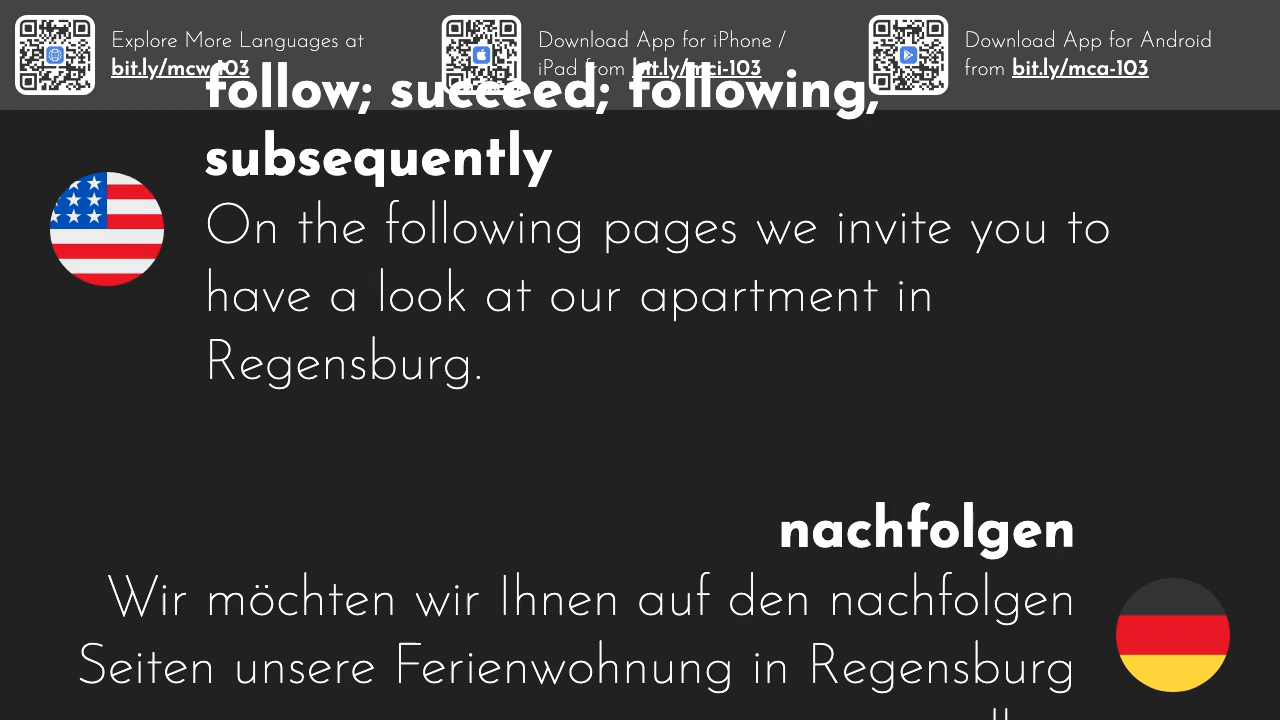 Explore More Languages at
bit.ly/mcw-103
Download App for iPhone /
iPad from bit.ly/mci-103
Download App for Android
from bit.ly/mca-103
follow; succeed; following,
subsequently
On the following pages we invite you to
have a look at our apartment in
Regensburg.
nachfolgen
Wir möchten wir Ihnen auf den nachfolgen
Seiten unsere Ferienwohnung in Regensburg